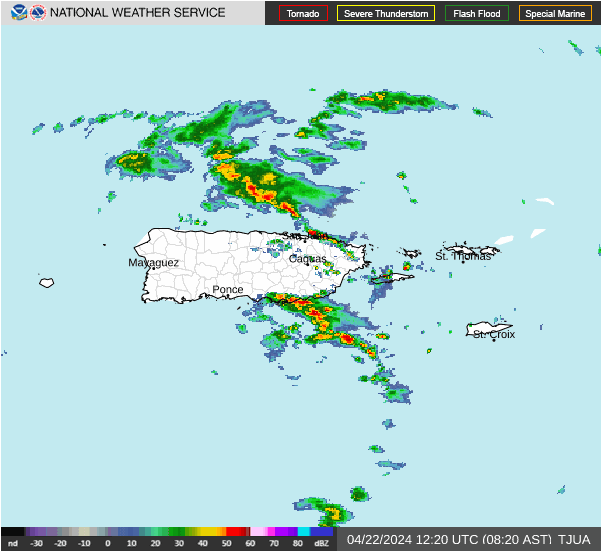 NATIONAL WEATHER SERVICE
Tornado Severe Thunderstorm Flash Flood Special Marine
San Juan
Mayaguez Caguas St. Thomas
Ponce
St. Croix
nd -30 -20 -10 0 10 20 30 40 50 60 70 80 dBZ
04/22/2024 12:20 UTC (08:20 AST) TJUA